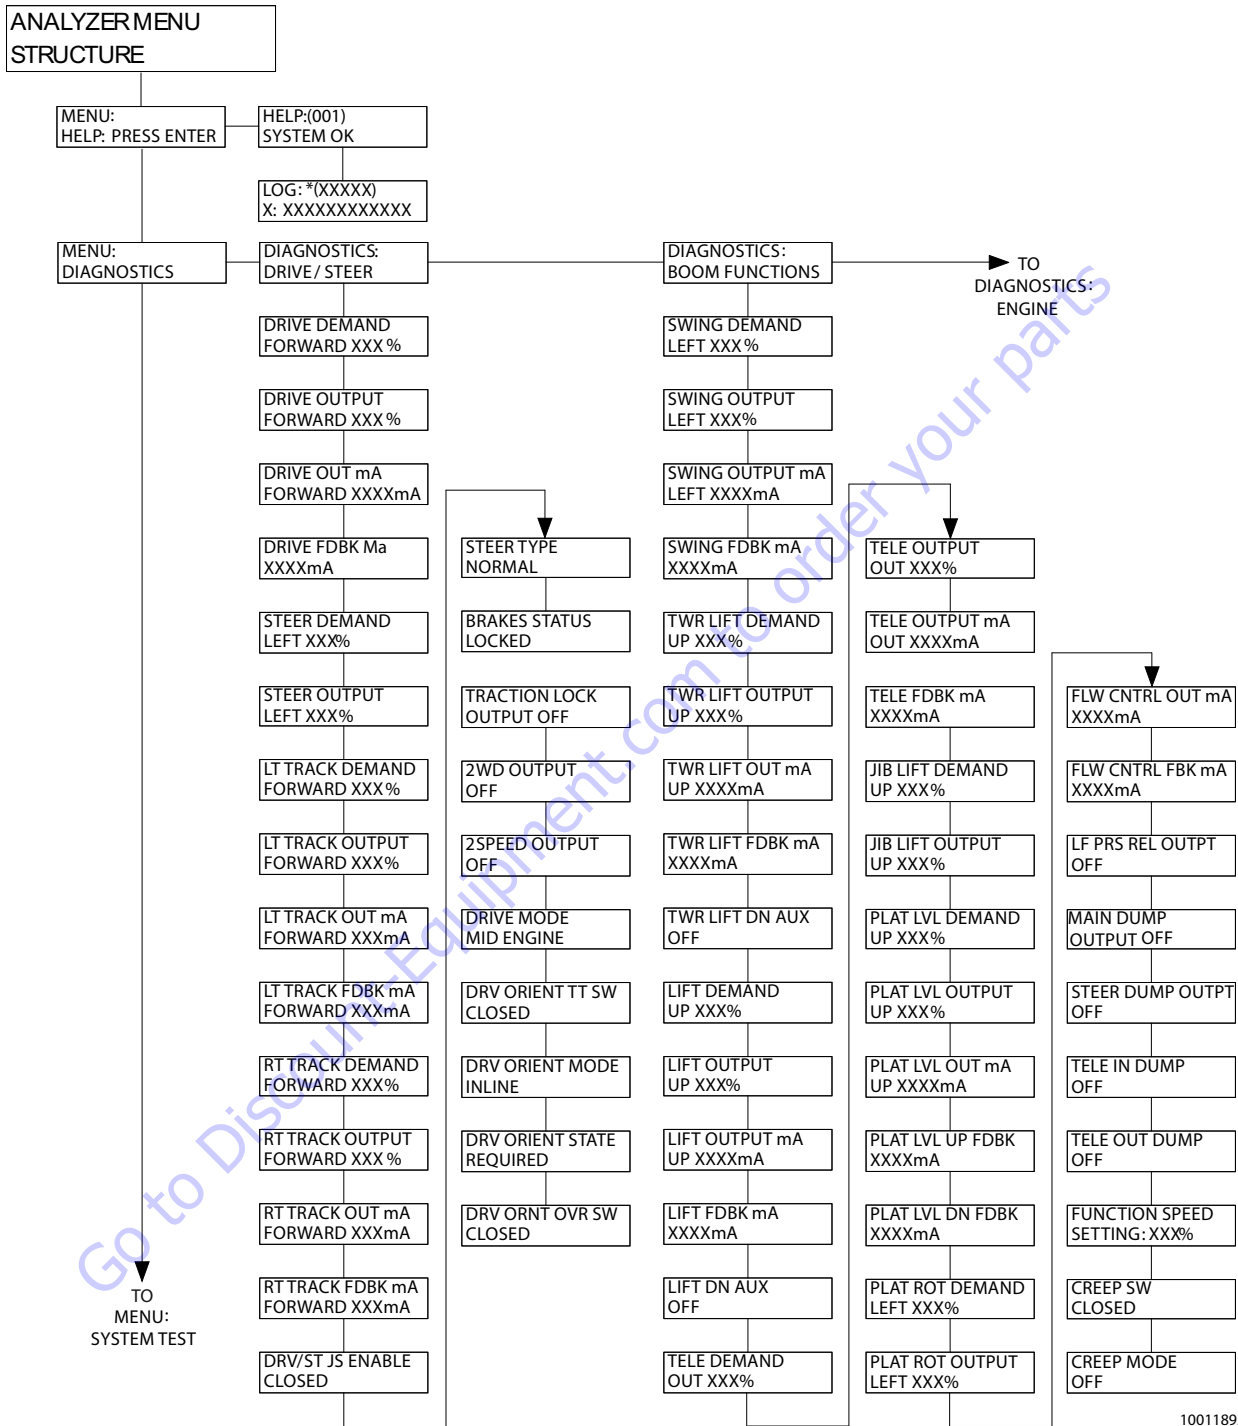 ANALYZER MENU
STRUCTURE
MENU:
HELP: PRESS ENTER
HELP:(001)
SYSTEM OK
LOG: *(XXXXX)
X: XXXXXXXXXXXX
MENU:
DIAGNOSTICS
DIAGNOSTICS:
DRIVE / STEER
DIAGNOSTICS:
BOOM FUNCTIONS
TO
DIAGNOSTICS:
ENGINE
DRIVE DEMAND
FORWARD XXX %
DRIVE OUTPUT
FORWARD XXX %
DRIVE OUT mA
FORWARD XXXXmA
DRIVE FDBK Ma
XXXXmA
STEER DEMAND
LEFT XXX%
STEER OUTPUT
LEFT XXX%
LT TRACK DEMAND
FORWARD XXX %
LT TRACK OUTPUT
FORWARD XXX%
LT TRACK OUT mA
FORWARD XXXmA
LT TRACK FDBK mA
FORWARD XXXmA
RT TRACK DEMAND
FORWARD XXX%
RT TRACK OUTPUT
FORWARD XXX %
RT TRACK OUT mA
FORWARD XXXmA
RT TRACK FDBK mA
FORWARD XXXmA
DRV/ST JS ENABLE
CLOSED
STEER TYPE
NORMAL
BRAKES STATUS
LOCKED
TRACTION LOCK
OUTPUT OFF
2WD OUTPUT
OFF
2SPEED OUTPUT
OFF
DRIVE MODE
MID ENGINE
DRV ORIENT TT SW
CLOSED
DRV ORIENT MODE
INLINE
DRV ORIENT STATE
REQUIRED
DRV ORNT OVR SW
CLOSED
SWING DEMAND
LEFT XXX %
SWING OUTPUT
LEFT XXX%
SWING OUTPUT mA
LEFT XXXXmA
SWING FDBK mA
XXXXmA
TWR LIFT DEMAND
UP XXX %
TWR LIFT OUTPUT
UP XXX%
TWR LIFT OUT mA
UP XXXXmA
TWR LIFT FDBK mA
XXXXmA
TWR LIFT DN AUX
OFF
LIFT DEMAND
UP XXX%
LIFT OUTPUT
UP XXX%
LIFT OUTPUT mA
UP XXXXmA
LIFT FDBK mA
XXXXmA
LIFT DN AUX
OFF
TELE DEMAND
OUT XXX%
TELE OUTPUT
OUT XXX%
TELE OUTPUT mA
OUT XXXXmA
TELE FDBK mA
XXXXmA
JIB LIFT DEMAND
UP XXX%
JIB LIFT OUTPUT
UP XXX%
PLAT LVL DEMAND
UP XXX%
PLAT LVL OUTPUT
UP XXX%
PLAT LVL OUT mA
UP XXXXmA
PLAT LVL UP FDBK
XXXXmA
PLAT LVL DN FDBK
XXXXmA
PLAT ROT DEMAND
LEFT XXX%
PLAT ROT OUTPUT
LEFT XXX%
FLW CNTRL OUT mA
XXXXmA
FLW CNTRL FBK mA
XXXXmA
LF PRS REL OUTPT
OFF
MAIN DUMP
OUTPUT OFF
STEER DUMP OUTPT
OFF
TELE IN DUMP
OFF
TELE OUT DUMP
OFF
FUNCTION SPEED
SETTING: XXX%
CREEP SW
CLOSED
CREEP MODE
OFF
TO
MENU:
SYSTEM TEST
1001189
Go to Discount-Equipment.com to order your parts